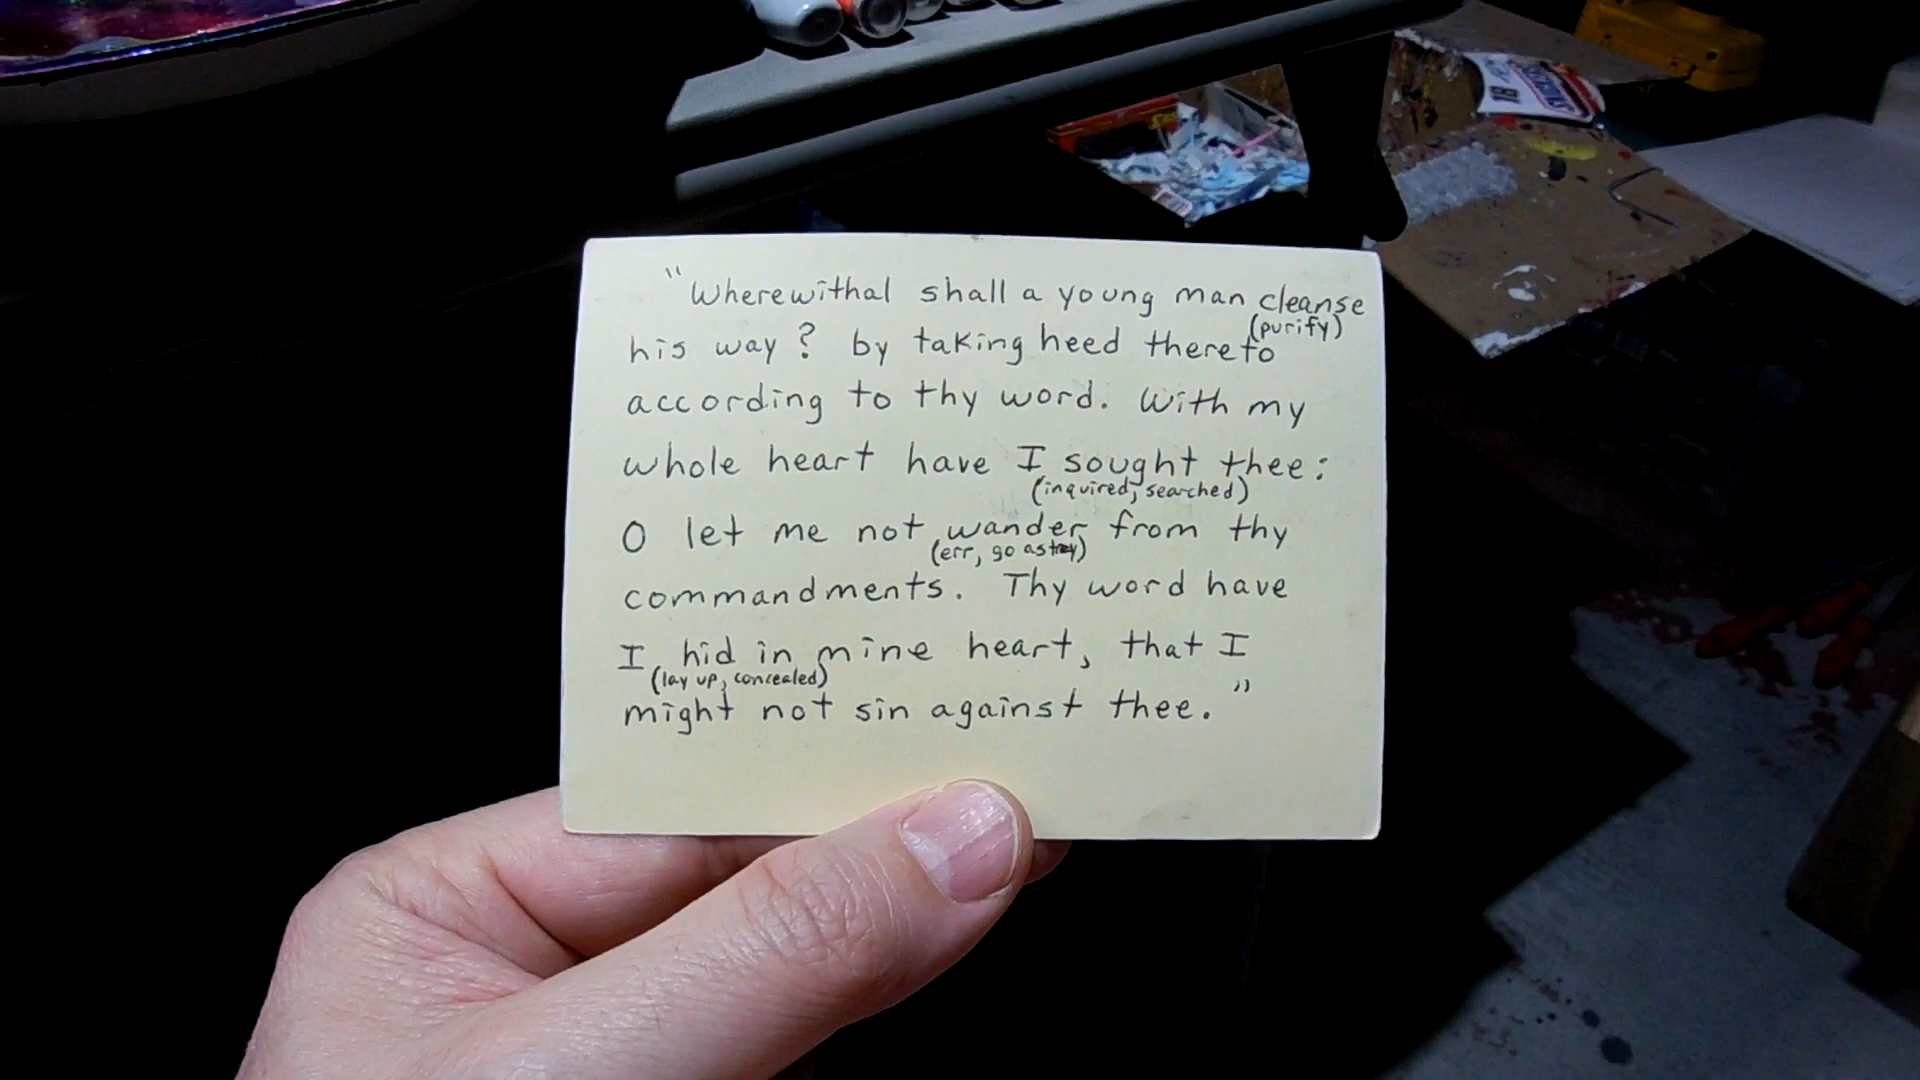 "Wherewithal shall a young man cleanse
(purify)
his way? by taking heed thereto
according to thy word. With my
whole heart have I sought thee:
(inquired, searched)
O let me not wander from thy
(err, go astray)
commandments. Thy word have
I hid in mine heart, that I
(lay up, concealed)
might not sin against thee."
18